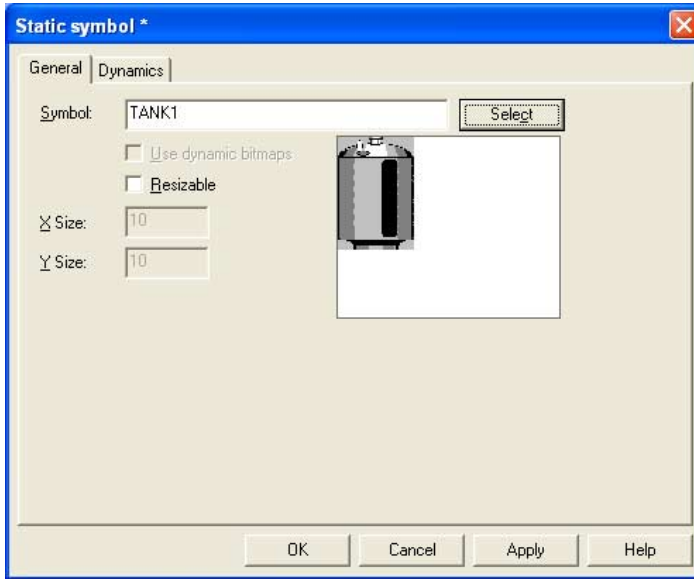 Static symbol *
General Dynamics
Symbol: TANK1 Select
Use dynamic bitmaps
Resizable
X Size: 10
Y Size: 10
OK Cancel Apply Help